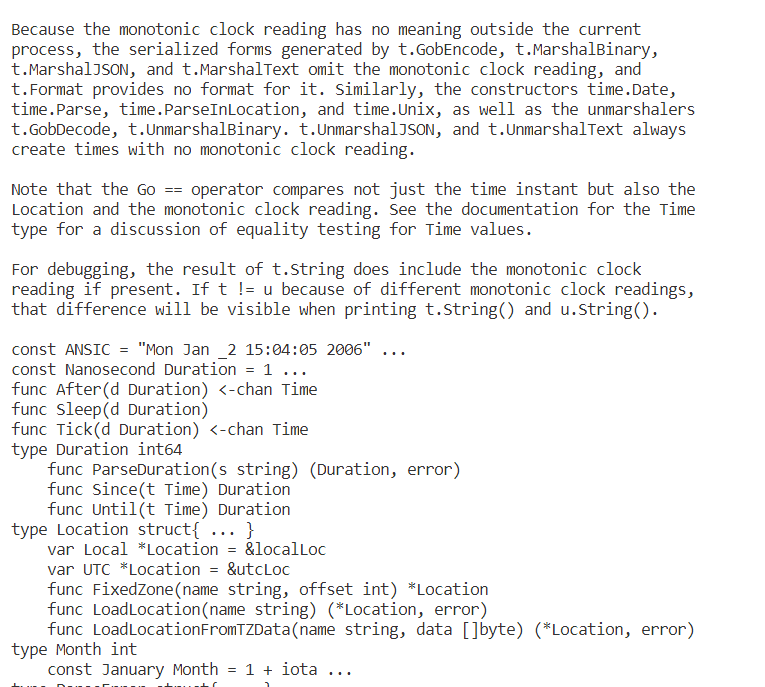 Because the monotonic clock reading has no meaning outside the current
process, the serialized forms generated by t.GobEncode, t.MarshalBinary,
t.MarshalJSON, and t.MarshalText omit the monotonic clock reading, and
t.Format provides no format for it. Similarly, the constructors time.Date,
time.Parse, time.ParseInLocation, and time.Unix, as well as the unmarshalers
t.GobDecode, t.UnmarshalBinary. t.UnmarshalJSON, and t.UnmarshalText always
create times with no monotonic clock reading.

Note that the Go == operator compares not just the time instant but also the
Location and the monotonic clock reading. See the documentation for the Time
type for a discussion of equality testing for Time values.

For debugging, the result of t.String does include the monotonic clock
reading if present. If t != u because of different monotonic clock readings,
that difference will be visible when printing t.String() and u.String().

const ANSIC = "Mon Jan _2 15:04:05 2006" ...
const Nanosecond Duration = 1 ...
func After(d Duration) <-chan Time
func Sleep(d Duration)
func Tick(d Duration) <-chan Time
type Duration int64
    func ParseDuration(s string) (Duration, error)
    func Since(t Time) Duration
    func Until(t Time) Duration
type Location struct{ ... }
    var Local *Location = &localLoc
    var UTC *Location = &utcLoc
    func FixedZone(name string, offset int) *Location
    func LoadLocation(name string) (*Location, error)
    func LoadLocationFromTZData(name string, data []byte) (*Location, error)
type Month int
    const January Month = 1 + iota ...